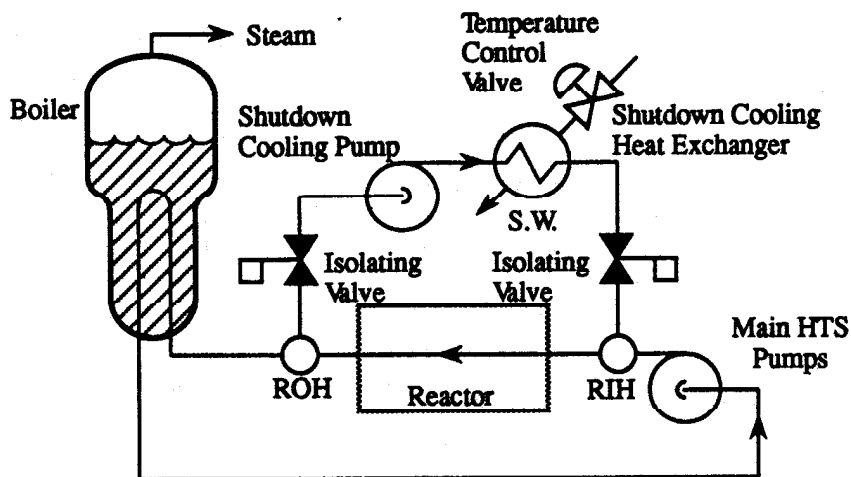 Steam
Temperature
Control
Valve
Boiler
Shutdown
Cooling Pump
Shutdown Cooling
Heat Exchanger
S.W.
Isolating
Valve
Isolating
Valve
Main HTS
Pumps
ROH
Reactor
RIH